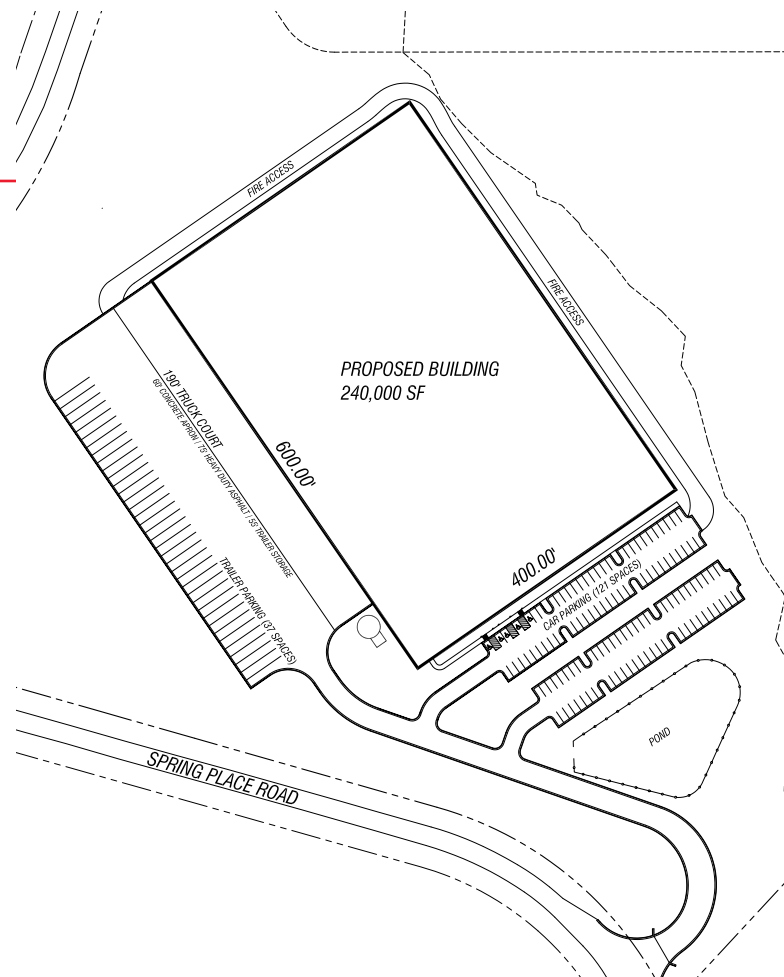 FIRE ACCESS
FIRE ACCESS
PROPOSED BUILDING
240,000 SF
190' TRUCK COURT
60' CONCRETE APRON | 75' HEAVY DUTY ASPHALT | 55' TRAILER STORAGE
600.00'
400.00'
TRAILER PARKING (37 SPACES)
CAR PARKING (121 SPACES)
POND
SPRING PLACE ROAD